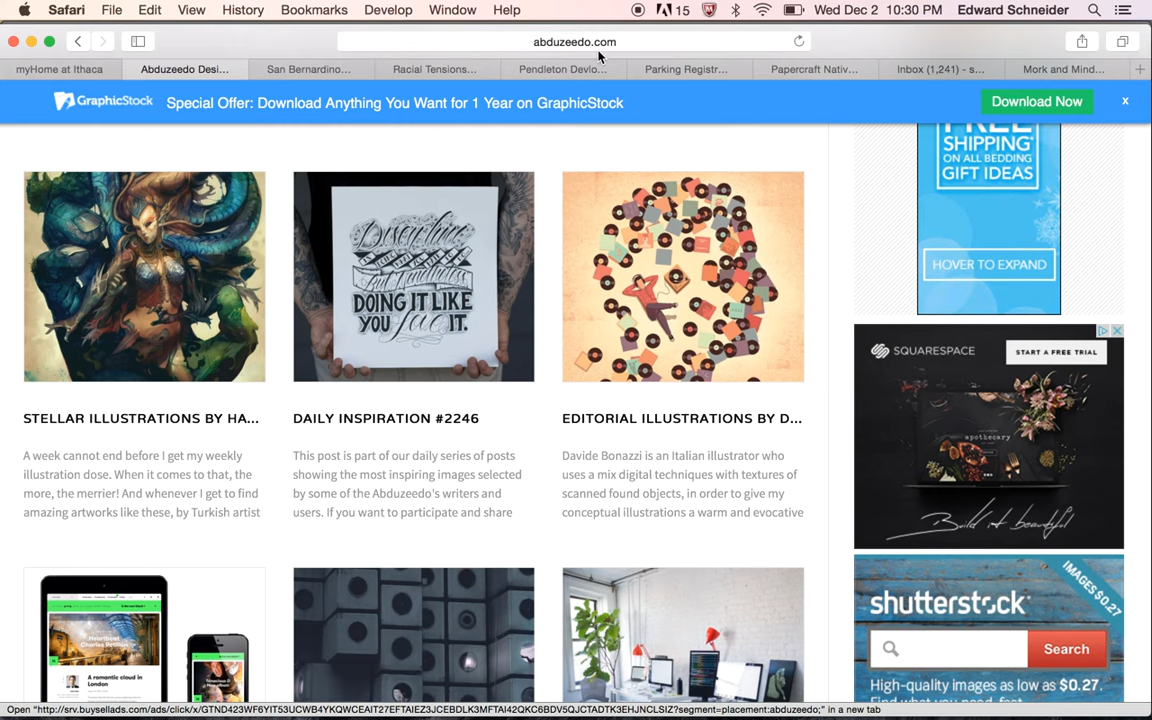 Safari File Edit View History Bookmarks Develop Window Help 15 Wed Dec 2 10:30 PM Edward Schneider
abduzeedo.com
myHome at Ithaca Abduzeedo Desi... San Bernardino... Racial Tensions... Pendleton Devlo... Parking Registr... Papercraft Nativ... Inbox (1,241) - s... Mork and Mind...
GraphicStock Special Offer: Download Anything You Want for 1 Year on GraphicStock Download Now x
FREE
SHIPPING
ON ALL BEDDING
GIFT IDEAS
HOVER TO EXPAND
DOING IT LIKE
YOU love IT.
SQUARESPACE START A FREE TRIAL
apothecary
Build it beautiful
STELLAR ILLUSTRATIONS BY HA...
A week cannot end before I get my weekly
illustration dose. When it comes to that, the
more, the merrier! And whenever I get to find
amazing artworks like these, by Turkish artist
DAILY INSPIRATION #2246
This post is part of our daily series of posts
showing the most inspiring images selected
by some of the Abduzeedo's writers and
users. If you want to participate and share
EDITORIAL ILLUSTRATIONS BY D...
Davide Bonazzi is an Italian illustrator who
uses a mix digital techniques with textures of
scanned found objects, in order to give my
conceptual illustrations a warm and evocative
A romantic cloud in
London
IMAGES $0.27
shutterstock
Search
High-quality images as low as $0.27.
Open "http://srv.buysellads.com/ads/click/x/GTND423WF6YIT53UCWB4YKQWCEAIT27EFTAIEZ3JCEBDLK3MFTAI42QKC6BDV5QJCTADTK3EHJNCLSIZ?segment=placement:abduzeedo;" in a new tab